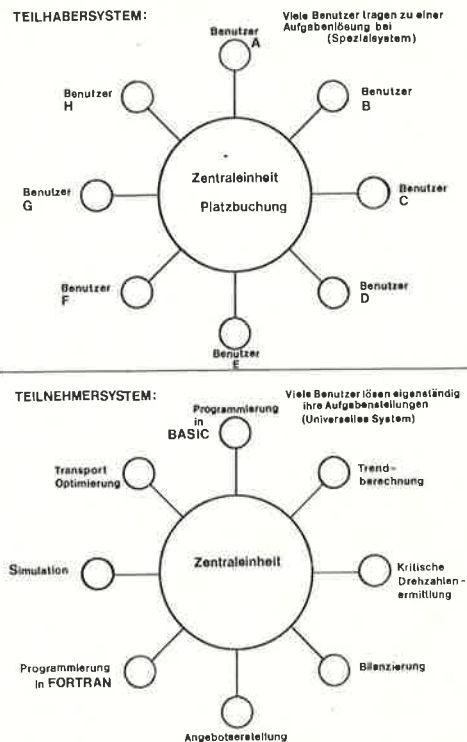 TEILHABERSYSTEM:
Viele Benutzer tragen zu einer
Aufgabenlösung bei
(Spezialsystem)
Benutzer
A
Benutzer
B
Benutzer
C
Benutzer
D
Benutzer
E
Benutzer
F
Benutzer
G
Benutzer
H
Zentraleinheit
Platzbuchung
TEILNEHMERSYSTEM:
Viele Benutzer lösen eigenständig
ihre Aufgabenstellungen
(Universelles System)
Programmierung
in
BASIC
Trend-
berechnung
Kritische
Drehzahlen-
ermittlung
Bilanzierung
Angebotserstellung
Programmierung
in FORTRAN
Simulation
Transport
Optimierung
Zentraleinheit